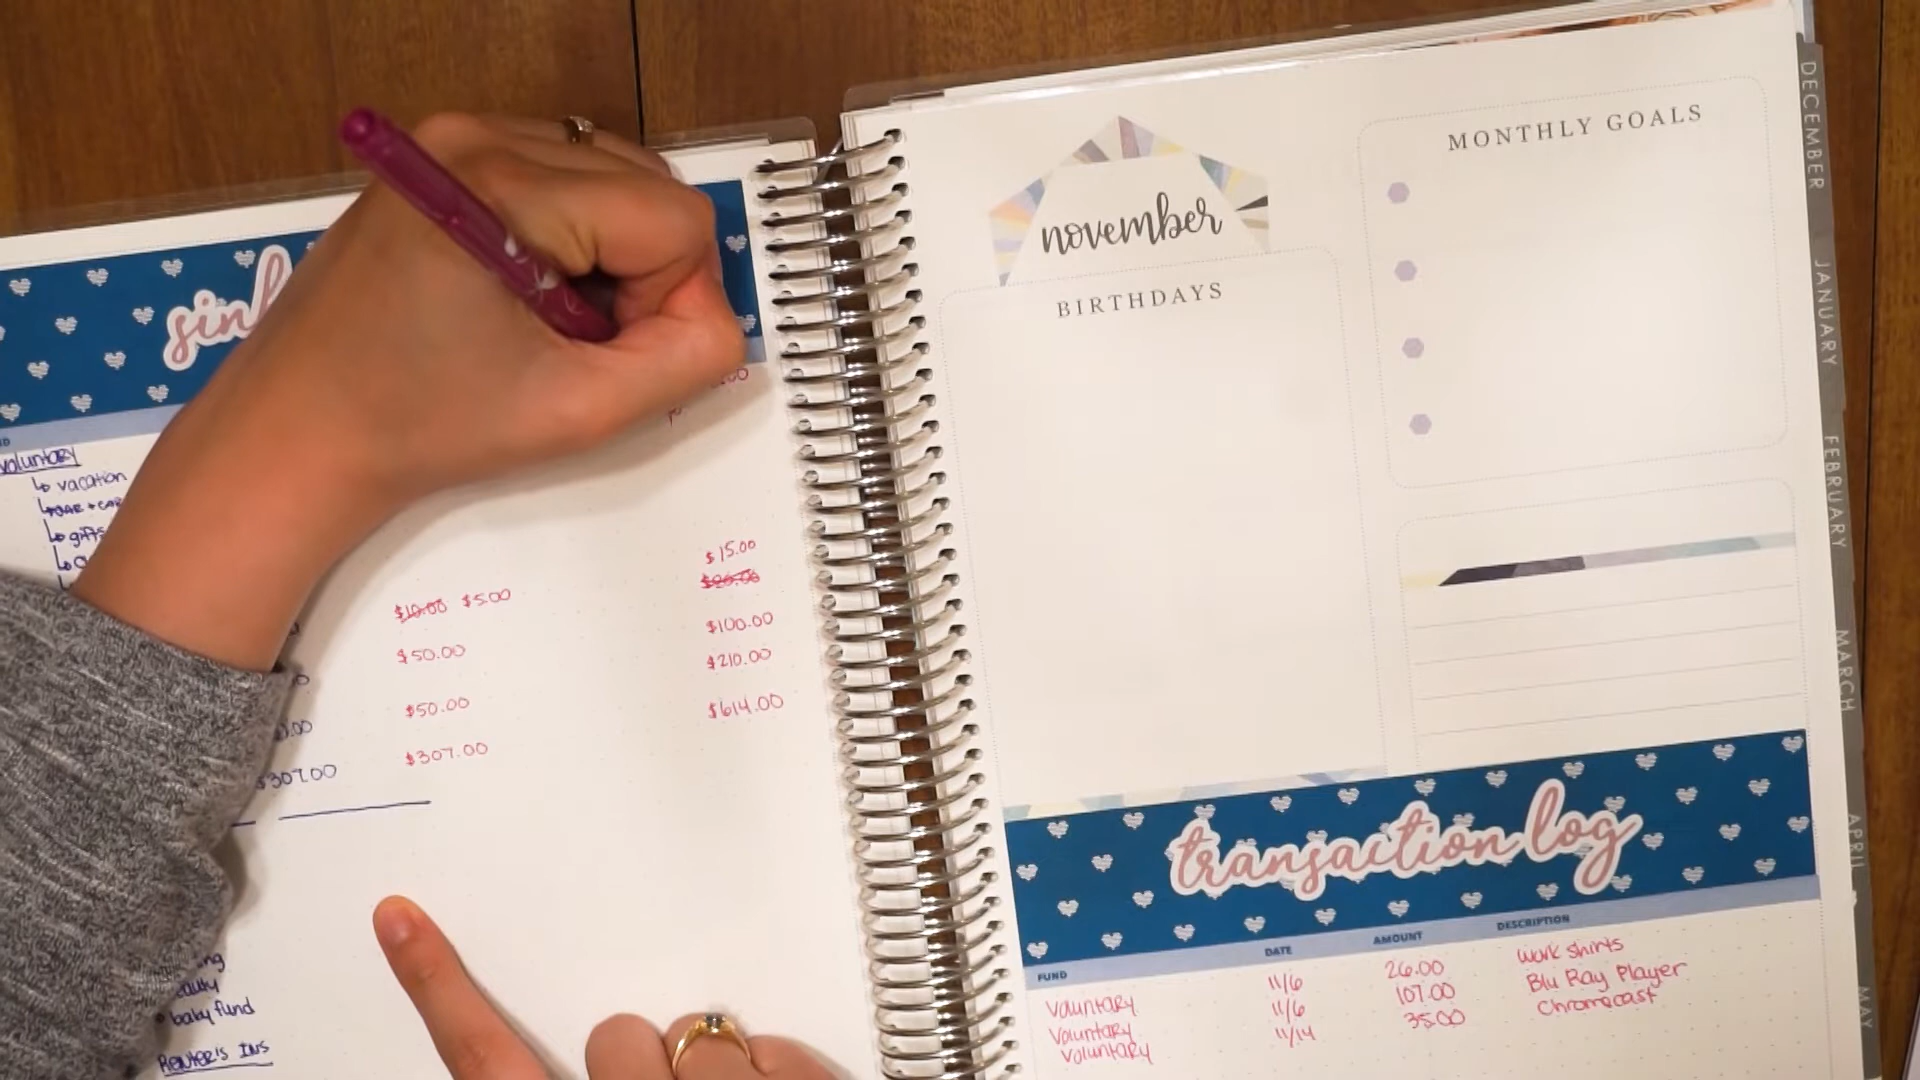 voluntary
↳ vacation
↳ gifts
$15.00
$10.00 $5.00
$50.00
$100.00
$210.00
$50.00
$614.00
$307.00 $307.00
baby fund
Renter's Ins
november
BIRTHDAYS
MONTHLY GOALS
transaction log
FUND DATE AMOUNT DESCRIPTION
Voluntary 11/6 26.00 work shirts
Voluntary 11/6 107.00 Blu Ray Player
Voluntary 11/14 35.00 Chromecast
DECEMBER
JANUARY
FEBRUARY
MARCH
APRIL
MAY